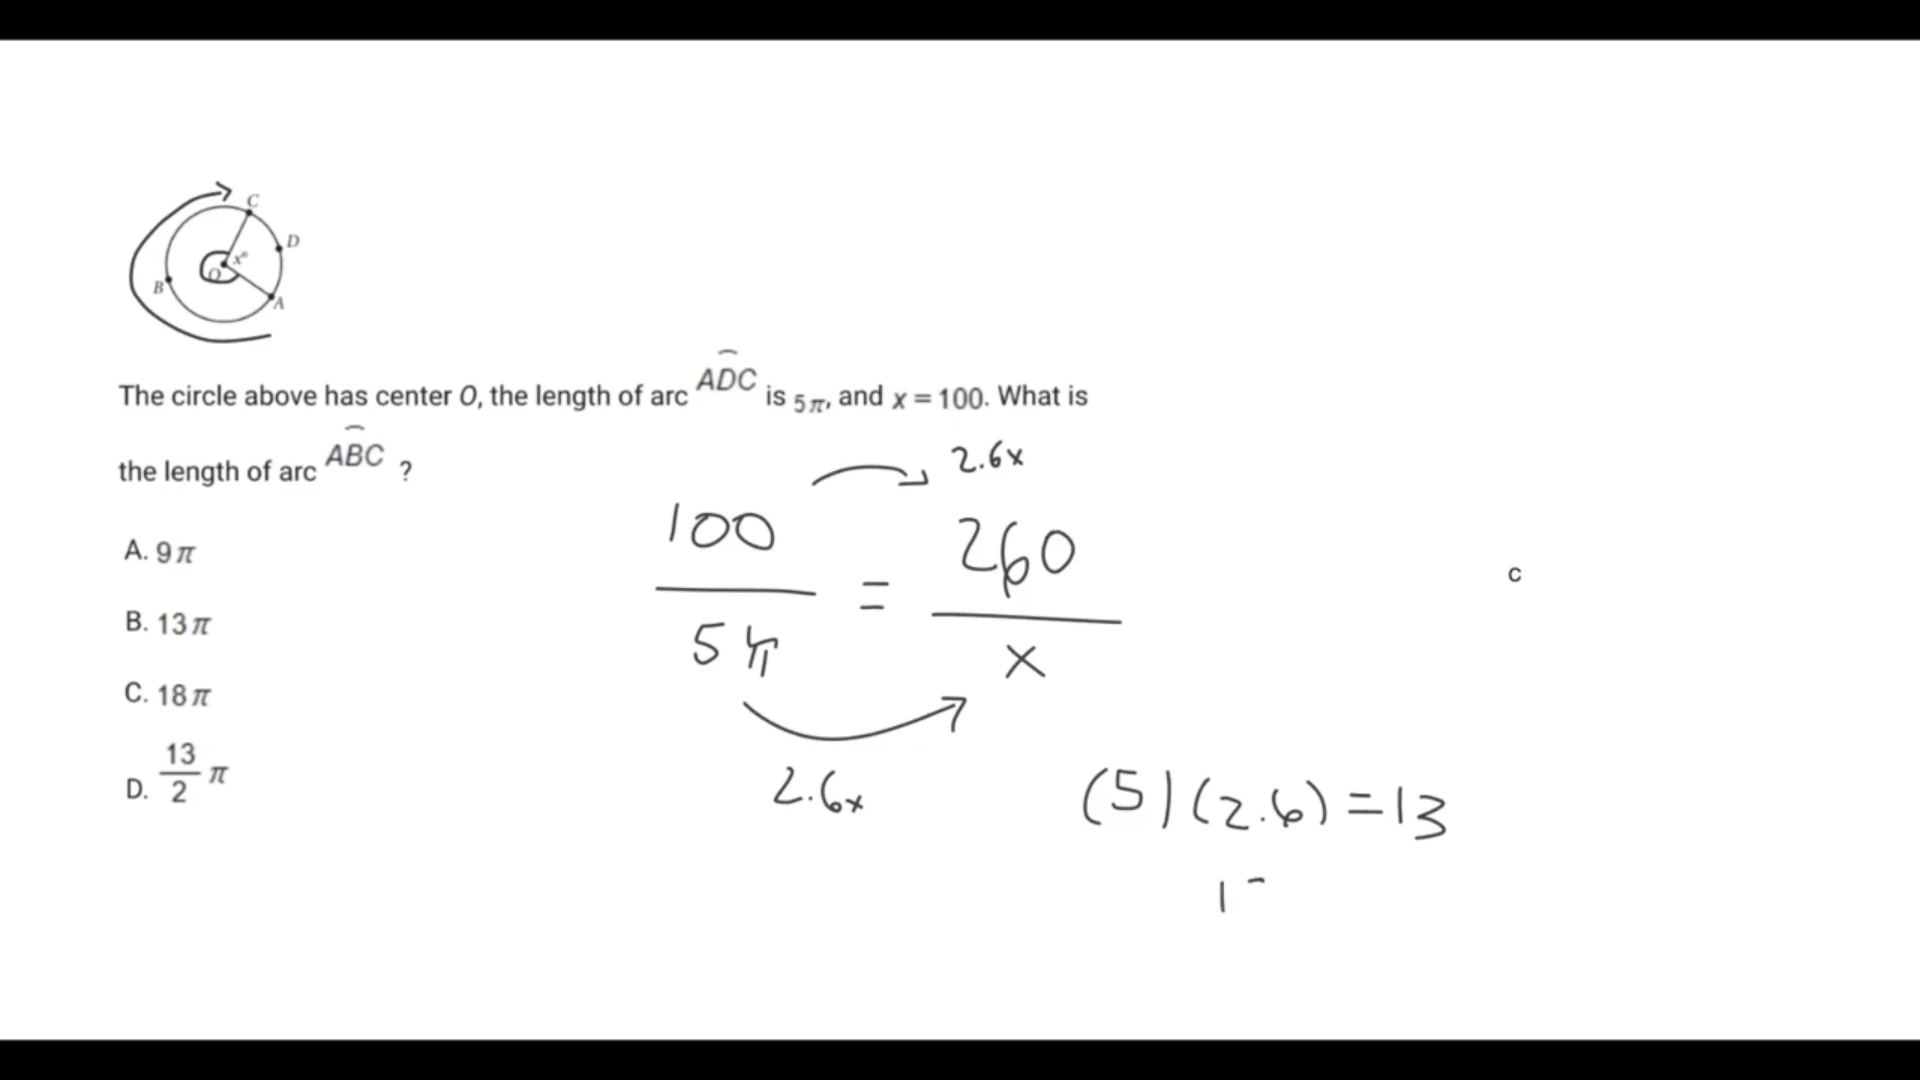 C
D
x°
O
B
A
The circle above has center O, the length of arc ADC is 5π, and x = 100. What is
the length of arc ABC ?
2.6x
100 = 260
5π x
2.6x
A. 9π
B. 13π
C. 18π
D. 13/2 π
c
(5)(2.6)=13
1